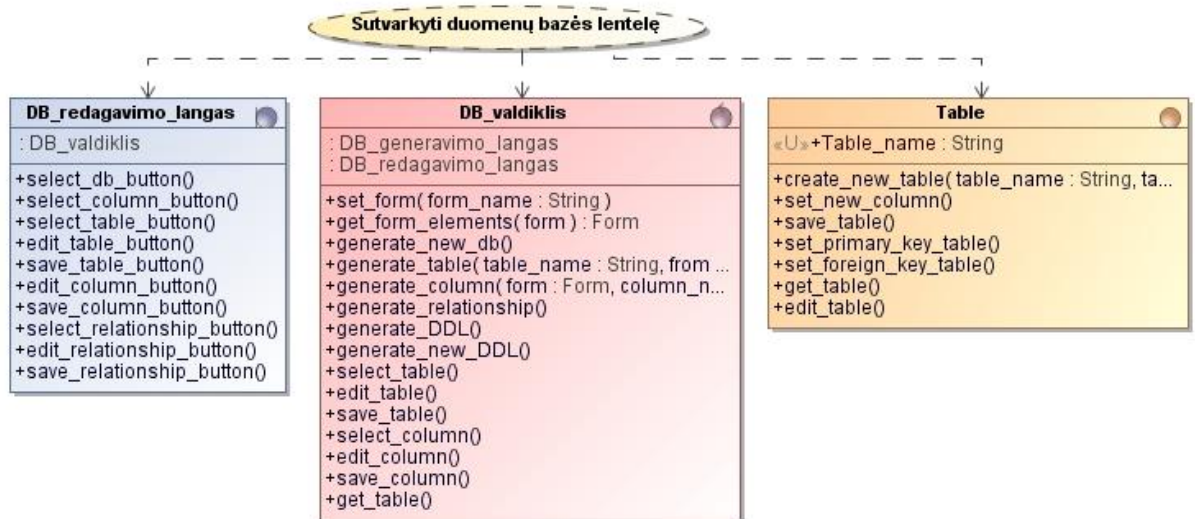 Sutvarkyti duomenų bazės lentelę
DB_redagavimo_langas
: DB_valdiklis
+select_db_button()
+select_column_button()
+select_table_button()
+edit_table_button()
+save_table_button()
+edit_column_button()
+save_column_button()
+select_relationship_button()
+edit_relationship_button()
+save_relationship_button()
DB_valdiklis
: DB_generavimo_langas
: DB_redagavimo_langas
+set_form( form_name : String )
+get_form_elements( form ) : Form
+generate_new_db()
+generate_table( table_name : String, from ...
+generate_column( form : Form, column_n...
+generate_relationship()
+generate_DDL()
+generate_new_DDL()
+select_table()
+edit_table()
+save_table()
+select_column()
+edit_column()
+save_column()
+get_table()
Table
«U»+Table_name : String
+create_new_table( table_name : String, ta...
+set_new_column()
+save_table()
+set_primary_key_table()
+set_foreign_key_table()
+get_table()
+edit_table()